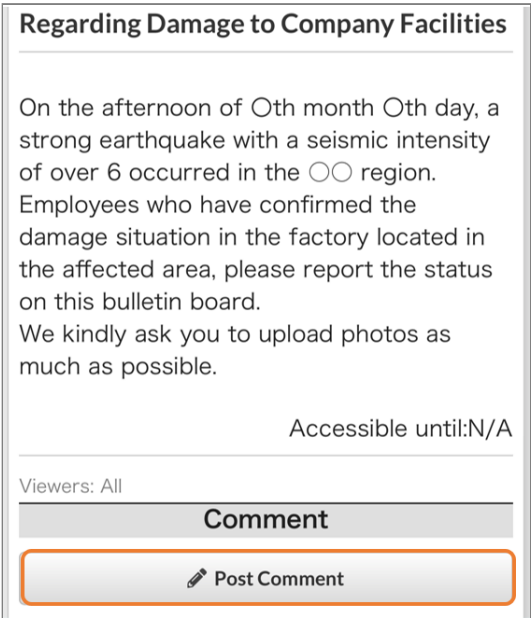 Regarding Damage to Company Facilities
On the afternoon of ○th month ○th day, a
strong earthquake with a seismic intensity
of over 6 occurred in the ○○ region.
Employees who have confirmed the
damage situation in the factory located in
the affected area, please report the status
on this bulletin board.
We kindly ask you to upload photos as
much as possible.
Accessible until:N/A
Viewers: All
Comment
Post Comment